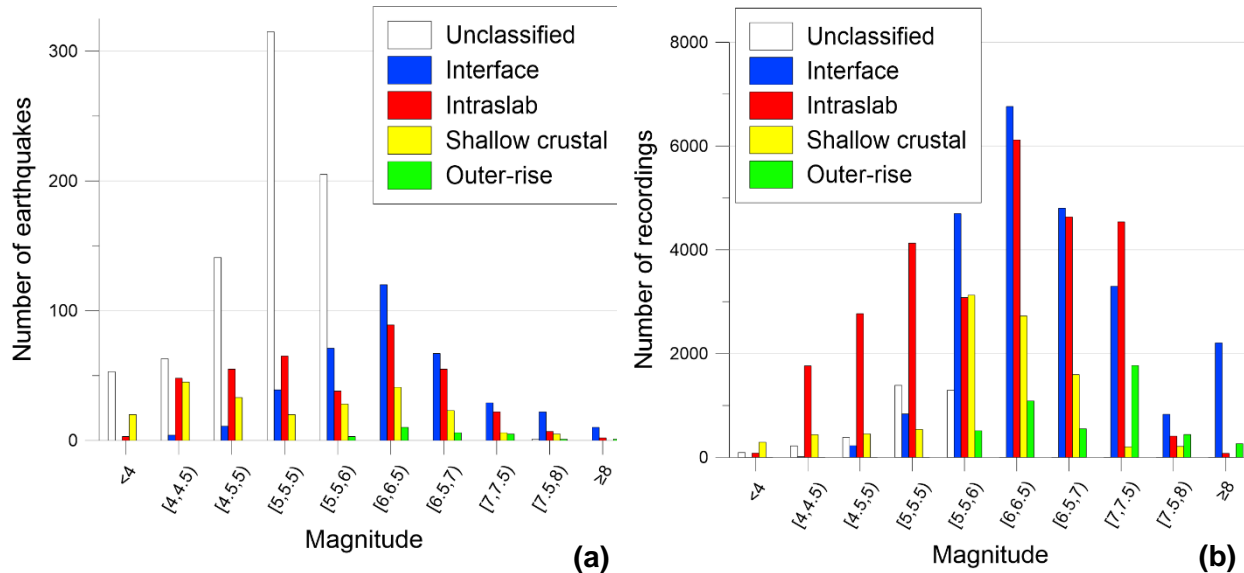 300
200
100
0
Number of earthquakes
Unclassified
Interface
Intraslab
Shallow crustal
Outer-rise
<4
[4,4.5)
[4.5,5)
[5,5.5)
[5.5,6)
[6,6.5)
[6.5,7)
[7,7.5)
[7.5,8)
≥8
Magnitude
(a)
8000
6000
4000
2000
0
Number of recordings
Unclassified
Interface
Intraslab
Shallow crustal
Outer-rise
<4
[4,4.5)
[4.5,5)
[5,5.5)
[5.5,6)
[6,6.5)
[6.5,7)
[7,7.5)
[7.5,8)
≥8
Magnitude
(b)